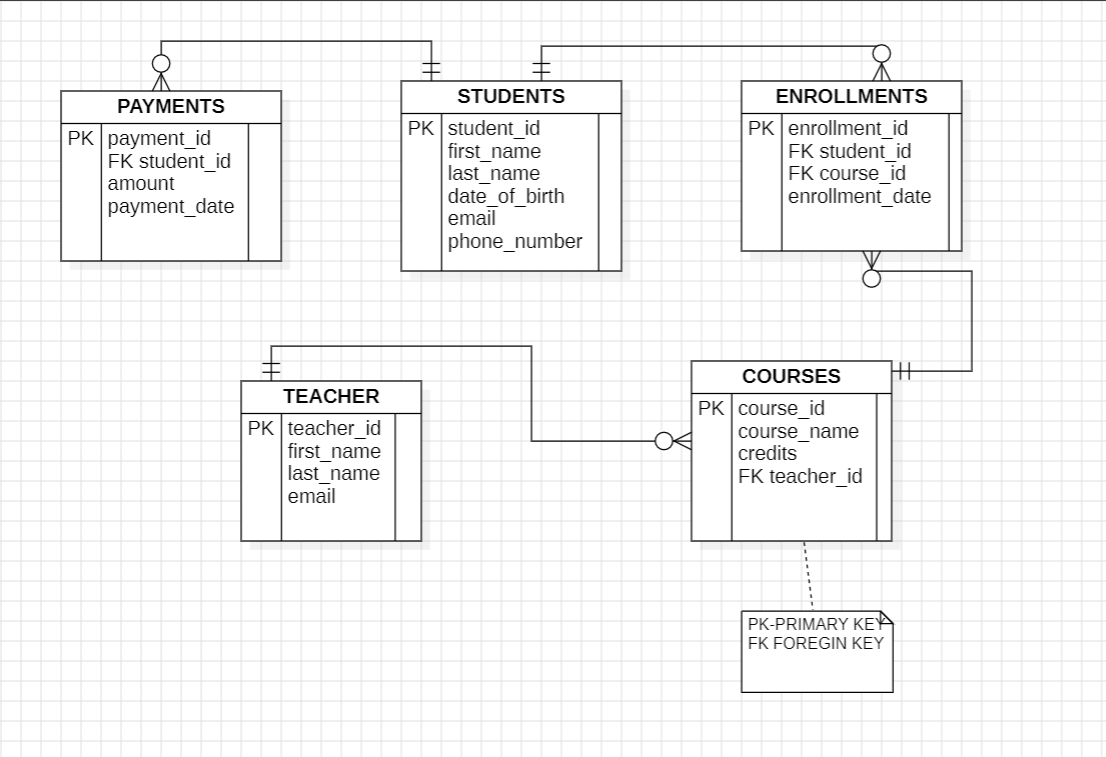 PAYMENTS
PK payment_id
FK student_id
amount
payment_date
STUDENTS
PK student_id
first_name
last_name
date_of_birth
email
phone_number
ENROLLMENTS
PK enrollment_id
FK student_id
FK course_id
enrollment_date
TEACHER
PK teacher_id
first_name
last_name
email
COURSES
PK course_id
course_name
credits
FK teacher_id
PK-PRIMARY KEY
FK FOREGIN KEY